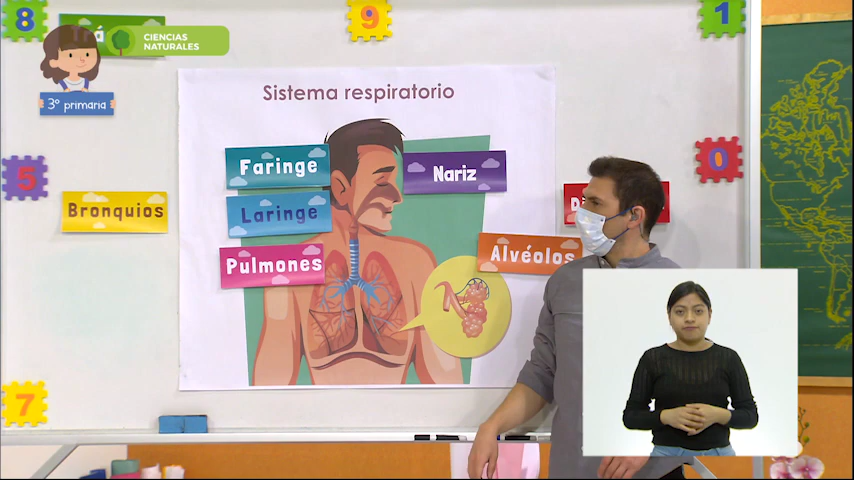 8
9
1
CIENCIAS
NATURALES
3° primaria
Sistema respiratorio
Faringe
Nariz
0
5
Bronquios
Laringe
Pulmones
Alvéolos
7